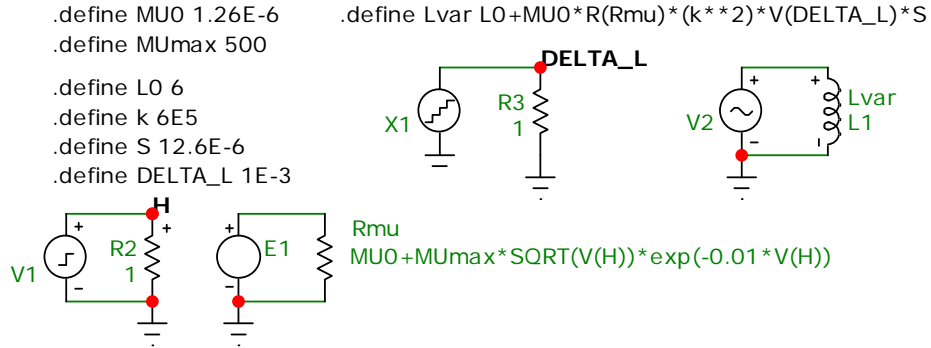 .define MU0 1.26E-6
.define Lvar L0+MU0*R(Rmu)*(k**2)*V(DELTA_L)*S
.define MUmax 500
.define L0 6
.define k 6E5
.define S 12.6E-6
.define DELTA_L 1E-3
DELTA_L
X1
R3
1
V2
+
-
+
-
Lvar
L1
H
V1
+
-
R2
1
+
+
-
E1
Rmu
MU0+MUmax*SQRT(V(H))*exp(-0.01*V(H))